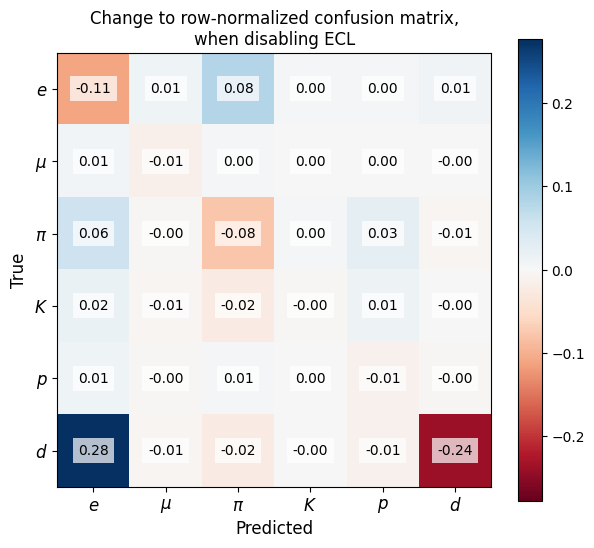 Change to row-normalized confusion matrix,
when disabling ECL
True
e -0.11 0.01 0.08 0.00 0.00 0.01
μ 0.01 -0.01 0.00 0.00 0.00 -0.00
π 0.06 -0.00 -0.08 0.00 0.03 -0.01
K 0.02 -0.01 -0.02 -0.00 0.01 -0.00
p 0.01 -0.00 0.01 0.00 -0.01 -0.00
d 0.28 -0.01 -0.02 -0.00 -0.01 -0.24
e μ π K p d
Predicted
0.2
0.1
0.0
−0.1
−0.2